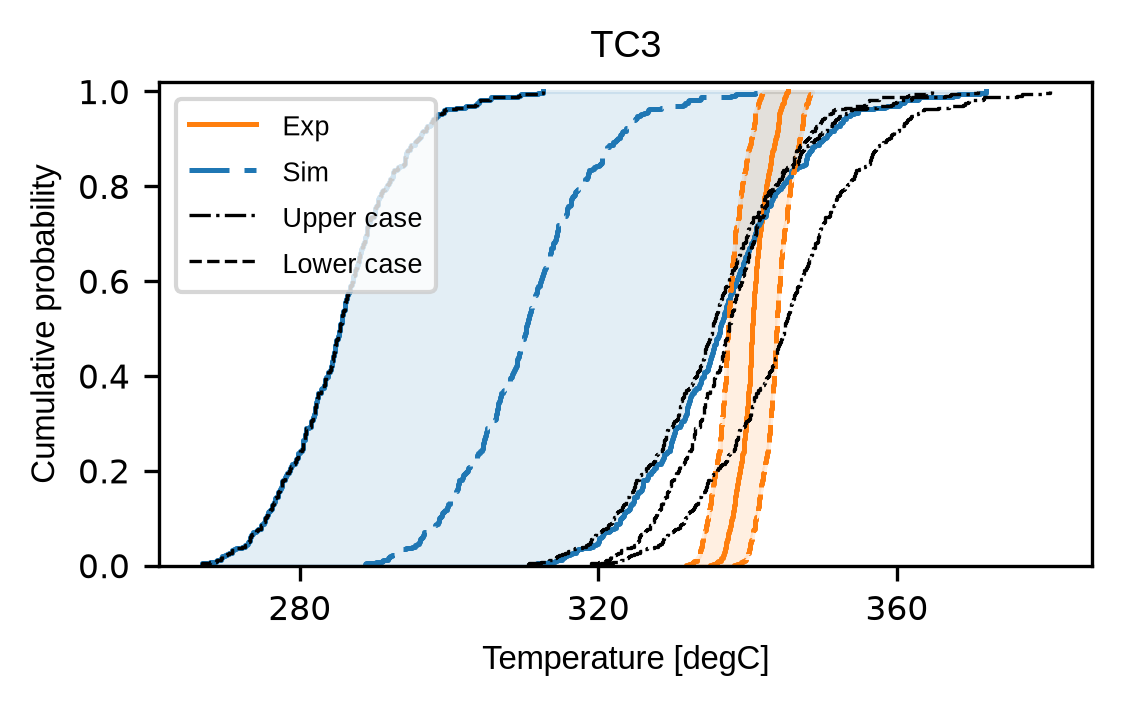 TC3
1.0
0.8
0.6
0.4
0.2
0.0
Cumulative probability
Exp
Sim
Upper case
Lower case
280
320
360
Temperature [degC]